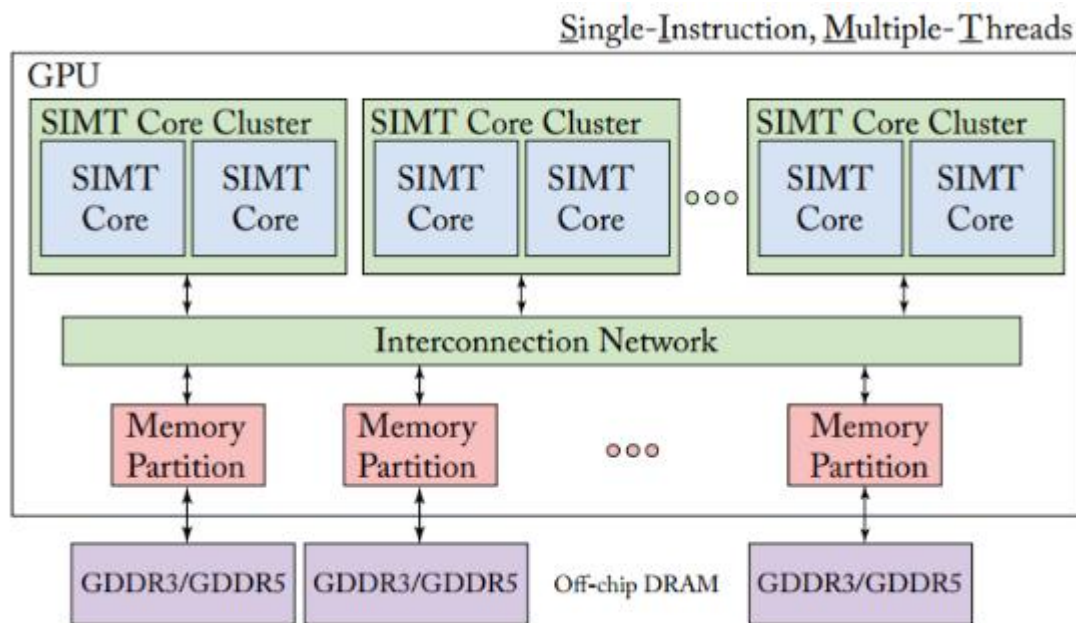 Single-Instruction, Multiple-Threads
GPU
SIMT Core Cluster
SIMT
Core
SIMT
Core
SIMT Core Cluster
SIMT
Core
SIMT
Core
SIMT Core Cluster
SIMT
Core
SIMT
Core
Interconnection Network
Memory
Partition
Memory
Partition
Memory
Partition
GDDR3/GDDR5
GDDR3/GDDR5
Off-chip DRAM
GDDR3/GDDR5